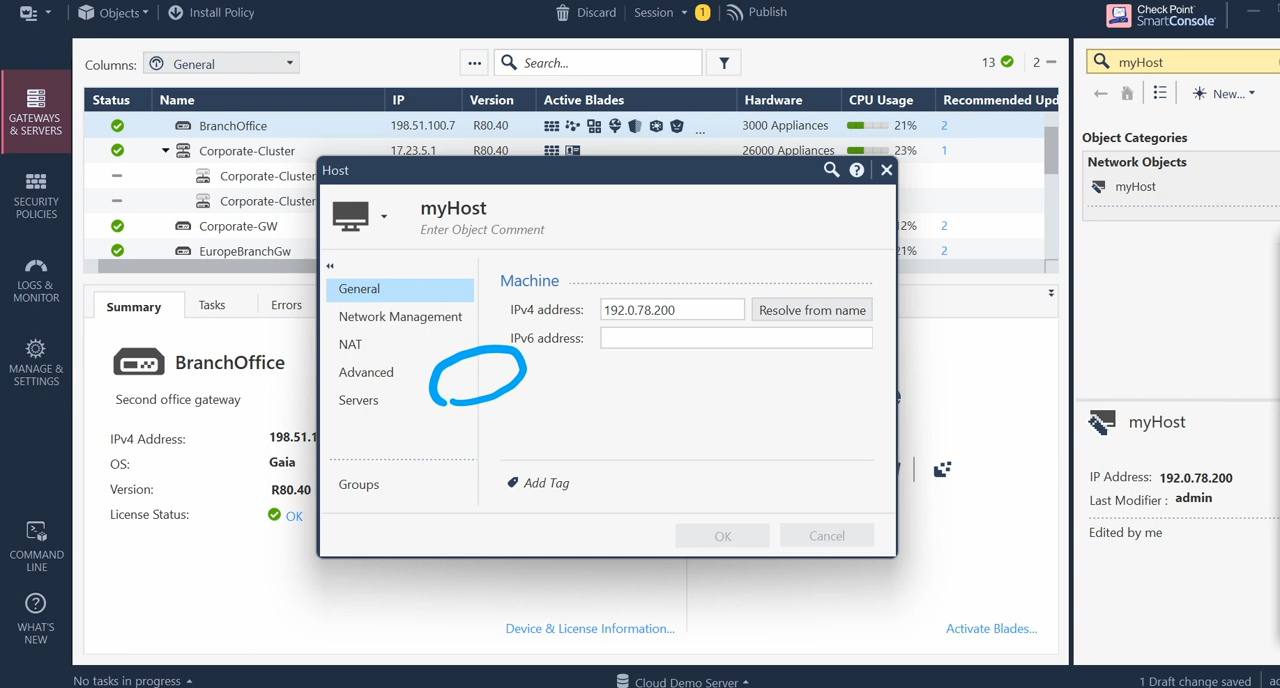 Objects
Install Policy
Discard
Session
1
Publish
Check Point
SmartConsole
GATEWAYS
& SERVERS
SECURITY
POLICIES
LOGS &
MONITOR
MANAGE &
SETTINGS
COMMAND
LINE
WHAT'S
NEW
Columns: General
...
Search...
13
2
Status Name IP Version Active Blades Hardware CPU Usage Recommended Upd
BranchOffice 198.51.100.7 R80.40 ... 3000 Appliances 21% 2
Corporate-Cluster 17.23.5.1 R80.40 26000 Appliances 23% 1
Corporate-Cluster
Corporate-Cluster
Corporate-GW 2
EuropeBranchGw 2
Summary Tasks Errors
BranchOffice
Second office gateway
IPv4 Address: 198.51.1
OS: Gaia
Version: R80.40
License Status: OK
Device & License Information...
Activate Blades...
Host
myHost
Enter Object Comment
General
Network Management
NAT
Advanced
Servers
Groups
Machine
IPv4 address: 192.0.78.200 Resolve from name
IPv6 address:
Add Tag
OK Cancel
myHost
New...
Object Categories
Network Objects
myHost
myHost
IP Address: 192.0.78.200
Last Modifier : admin
Edited by me
No tasks in progress
Cloud Demo Server
1 Draft change saved